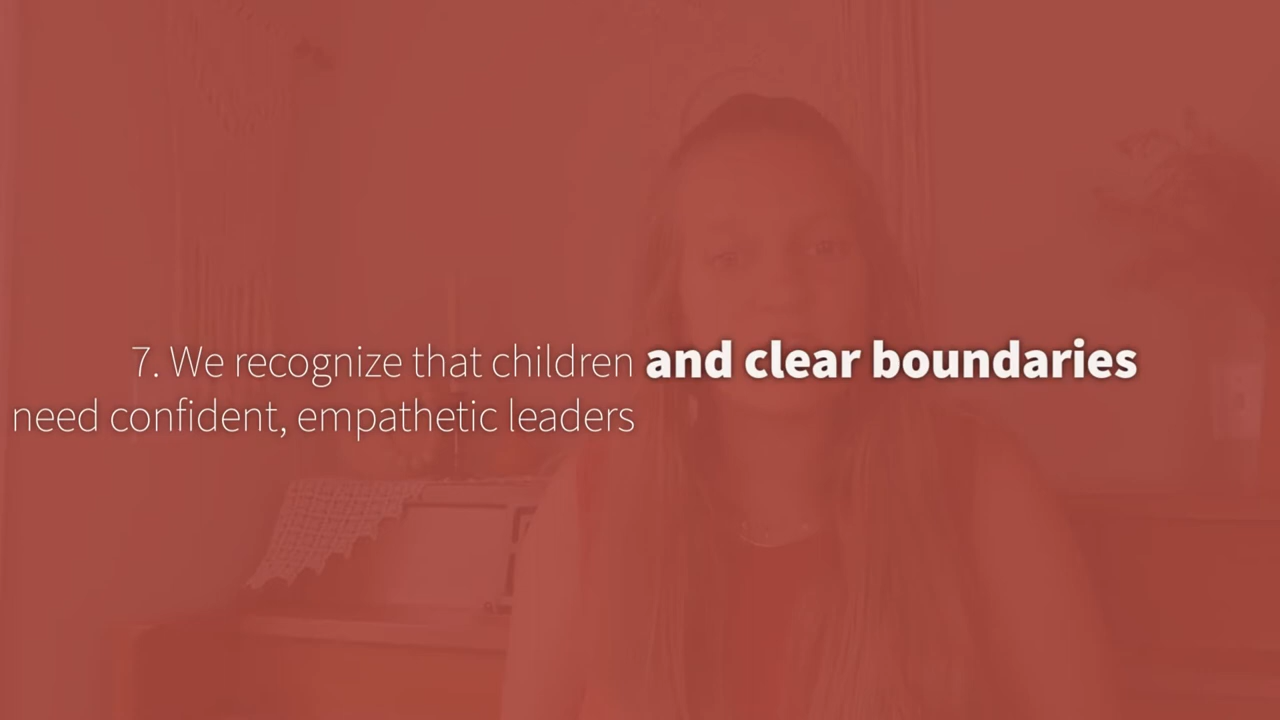 7. We recognize that children
need confident, empathetic leaders
and clear boundaries